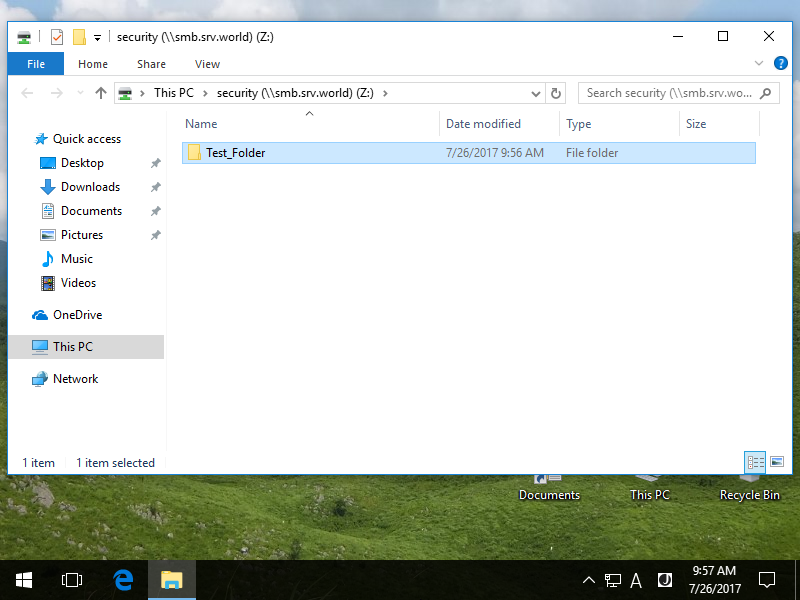 security (\\smb.srv.world) (Z:)
File Home Share View
This PC security (\\smb.srv.world) (Z:)
Search security (\\smb.srv.wo...
Name Date modified Type Size
Test_Folder 7/26/2017 9:56 AM File folder
Quick access
Desktop
Downloads
Documents
Pictures
Music
Videos
OneDrive
This PC
Network
1 item 1 item selected
Documents This PC Recycle Bin
A
9:57 AM
7/26/2017